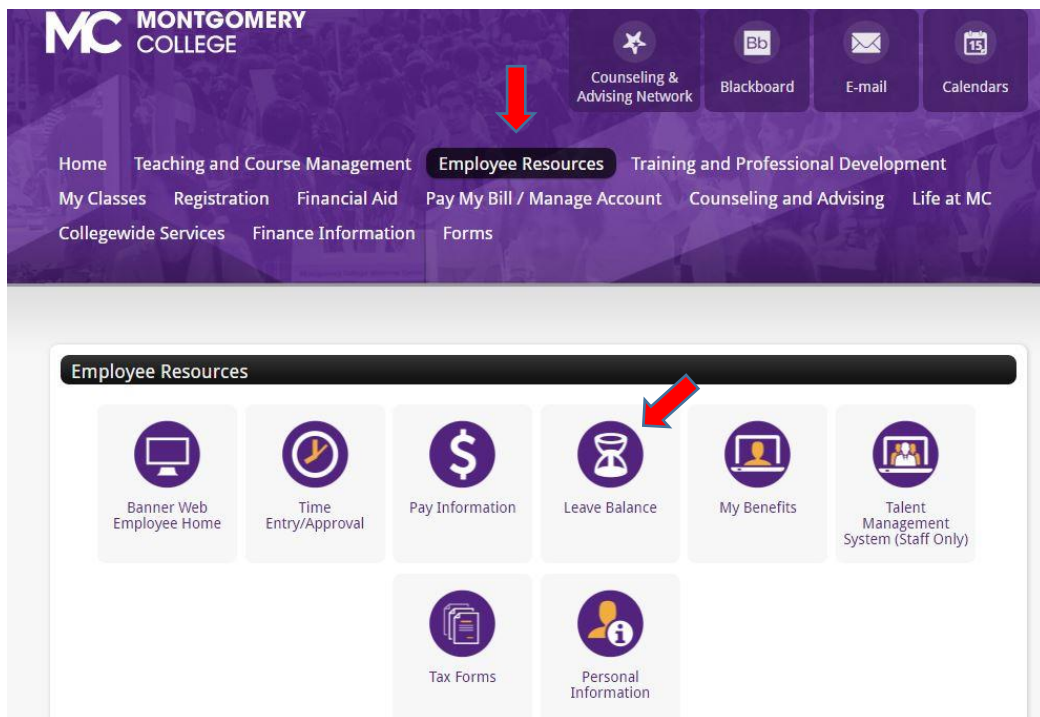 MC MONTGOMERY
COLLEGE
Counseling &
Advising Network
Bb
Blackboard
E-mail
15
Calendars
Home Teaching and Course Management Employee Resources Training and Professional Development
My Classes Registration Financial Aid Pay My Bill / Manage Account Counseling and Advising Life at MC
Collegewide Services Finance Information Forms
Employee Resources
Banner Web
Employee Home
Time
Entry/Approval
$
Pay Information
Leave Balance
My Benefits
Talent
Management
System (Staff Only)
Tax Forms
i
Personal
Information